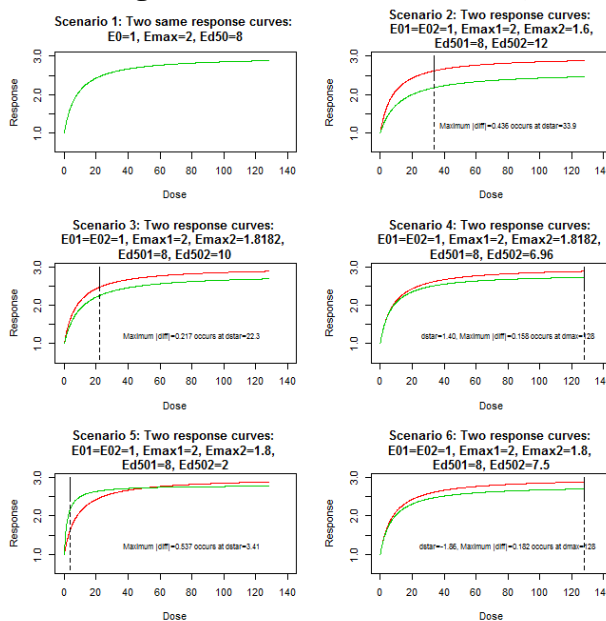 Scenario 1: Two same response curves:
E0=1, Emax=2, Ed50=8
Response
1.0
2.0
3.0
0 20 40 60 80 100 120 140
Dose
Scenario 2: Two response curves:
E01=E02=1, Emax1=2, Emax2=1.6,
Ed501=8, Ed502=12
Response
1.0
2.0
3.0
Maximum |diff|=0.436 occurs at dstar=33.9
0 20 40 60 80 100 120 140
Dose
Scenario 3: Two response curves:
E01=E02=1, Emax1=2, Emax2=1.8182,
Ed501=8, Ed502=10
Response
1.0
2.0
3.0
Maximum |diff|=0.217 occurs at dstar=22.3
0 20 40 60 80 100 120 140
Dose
Scenario 4: Two response curves:
E01=E02=1, Emax1=2, Emax2=1.8182,
Ed501=8, Ed502=6.96
Response
1.0
2.0
3.0
dstar=1.40, Maximum |diff|=0.158 occurs at dmax=128
0 20 40 60 80 100 120 140
Dose
Scenario 5: Two response curves:
E01=E02=1, Emax1=2, Emax2=1.8,
Ed501=8, Ed502=2
Response
1.0
2.0
3.0
Maximum |diff|=0.537 occurs at dstar=3.41
0 20 40 60 80 100 120 140
Dose
Scenario 6: Two response curves:
E01=E02=1, Emax1=2, Emax2=1.8,
Ed501=8, Ed502=7.5
Response
1.0
2.0
3.0
dstar=-1.86, Maximum |diff|=0.182 occurs at dmax=128
0 20 40 60 80 100 120 140
Dose